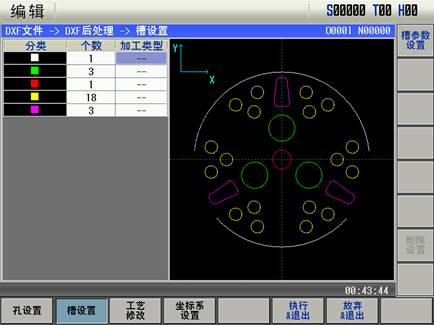 编辑
S00000 T00 H00
DXF文件 -> DXF后处理 -> 槽设置
O0001 N00000
分类 个数 加工类型
1 --
3 --
1 --
18 --
3 --
Y
X
槽参数
设置
删除
设置
00:43:44
孔设置
槽设置
工艺
修改
坐标系
设置
执行
&退出
放弃
&退出